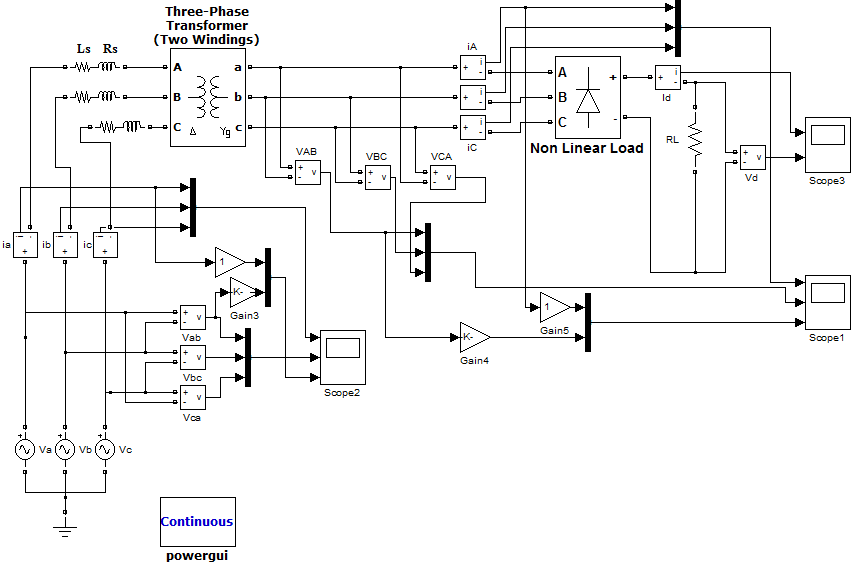 Three-Phase
Transformer
(Two Windings)
Ls Rs
A a
B b
C c
Δ Yg
iA
i
-
+
i
-
+
iC
i
-
+
A
B
C
+
-
Non Linear Load
Id
i
+
-
RL
Vd
+
-
v
Scope3
VAB
+
-
v
VBC
+
-
v
VCA
+
-
v
ia
i
-
+
ib
i
-
+
ic
i
-
+
1
-K-
Gain3
Vab
+
-
v
Vbc
+
-
v
Vca
+
-
v
Scope2
-K-
Gain4
1
Gain5
Scope1
Va
+
Vb
+
Vc
+
Continuous
powergui